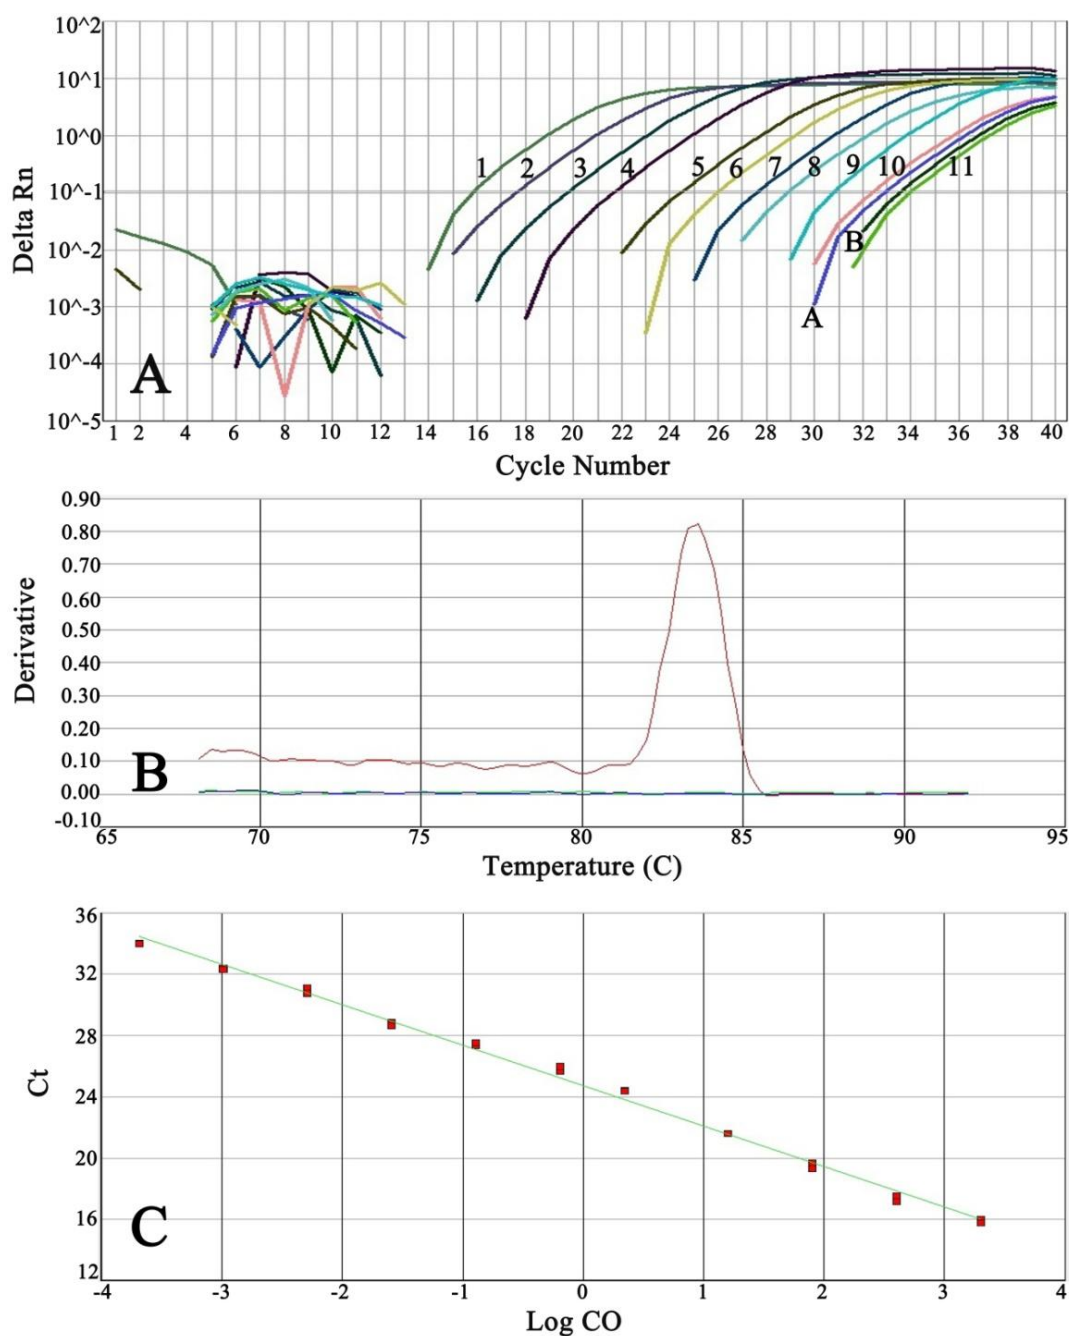 10^2
10^1
10^0
10^-1
10^-2
10^-3
10^-4
10^-5
Delta Rn
1 2 3 4 5 6 7 8 9 10 11
B
A
A
1 2 4 6 8 10 12 14 16 18 20 22 24 26 28 30 32 34 36 38 40
Cycle Number
0.90
0.80
0.70
0.60
0.50
0.40
0.30
0.20
0.10
0.00
-0.10
Derivative
B
65 70 75 80 85 90 95
Temperature (C)
36
32
28
24
20
16
12
Ct
C
-4 -3 -2 -1 0 1 2 3 4
Log CO